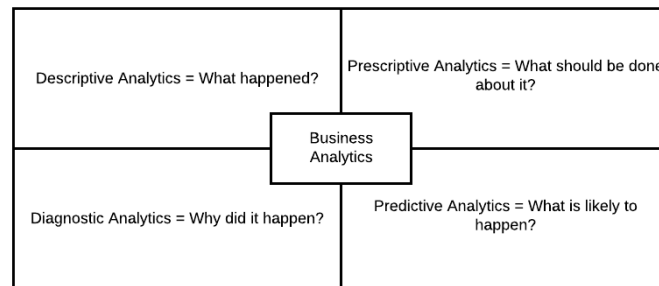 Descriptive Analytics = What happened?
Prescriptive Analytics = What should be done
about it?
Business
Analytics
Diagnostic Analytics = Why did it happen?
Predictive Analytics = What is likely to
happen?